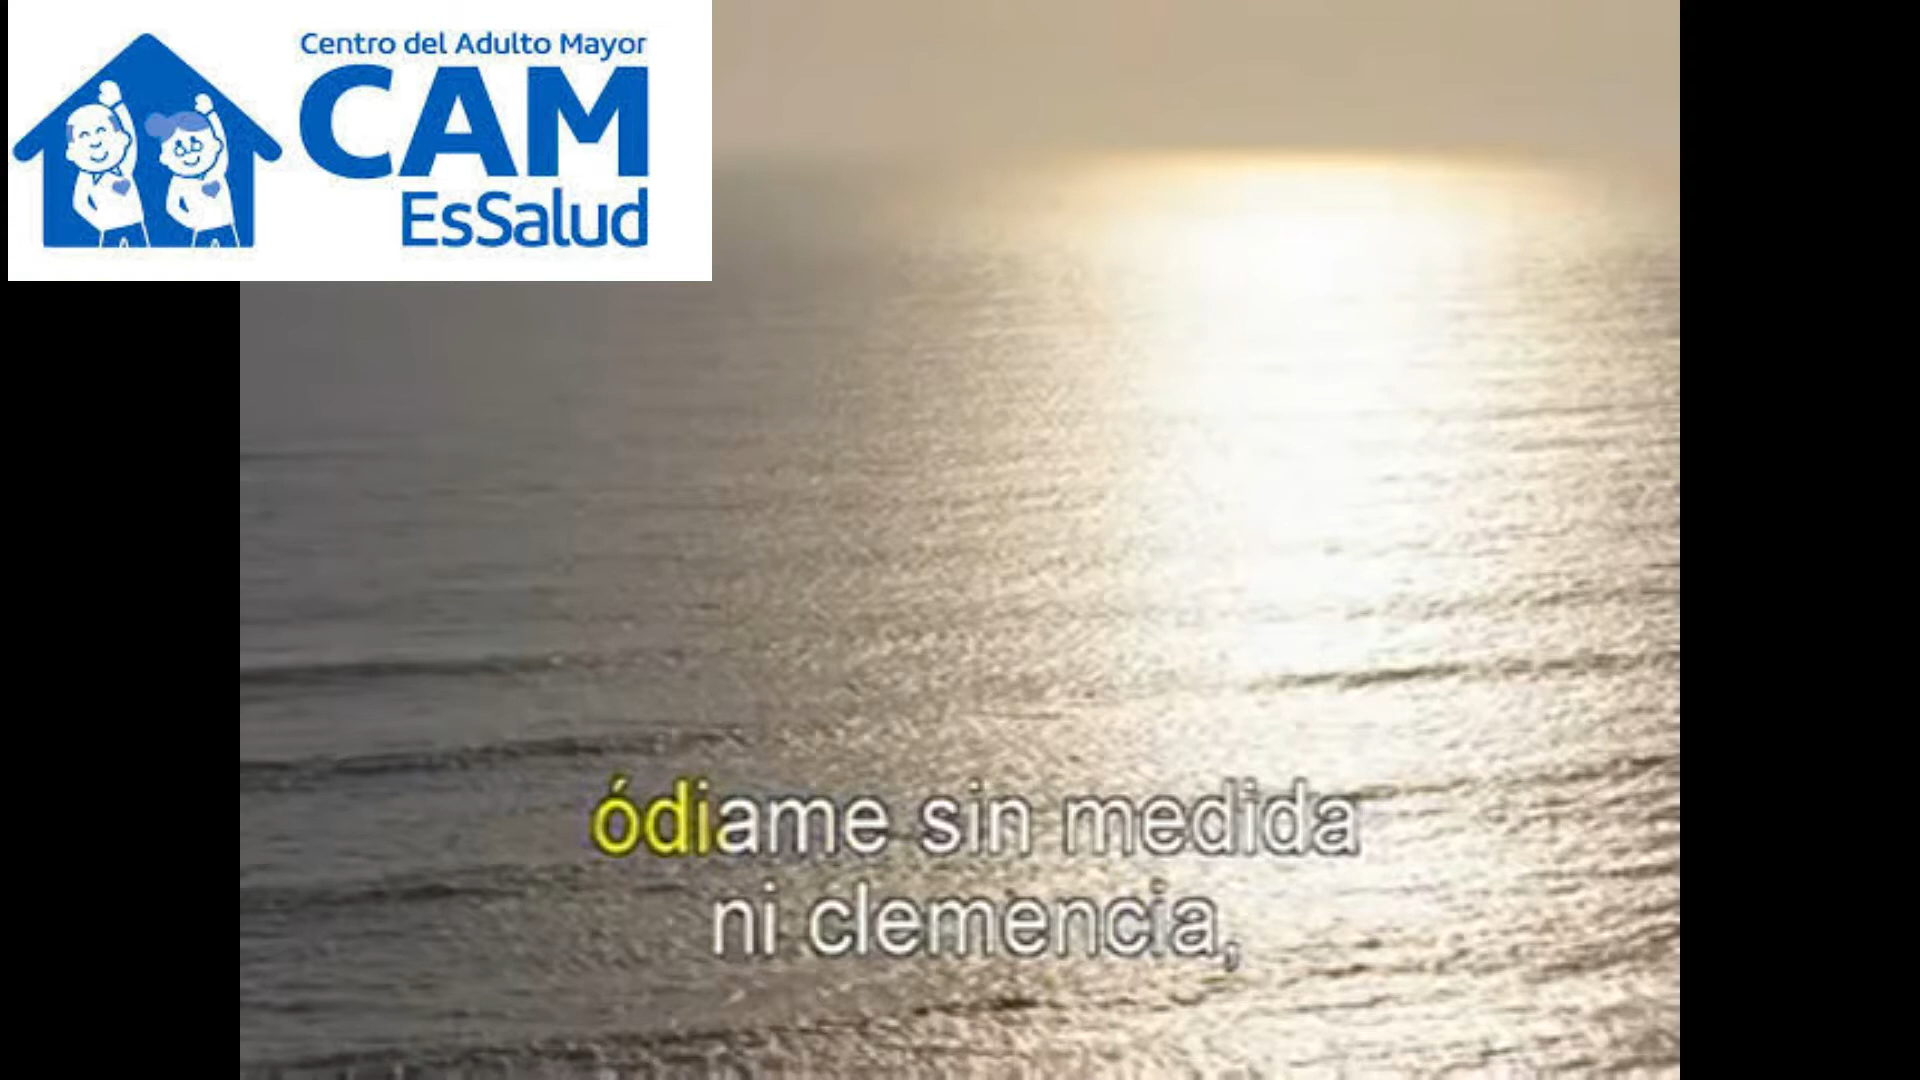 Centro del Adulto Mayor
CAM
EsSalud
ódiame sin medida
ni clemencia,